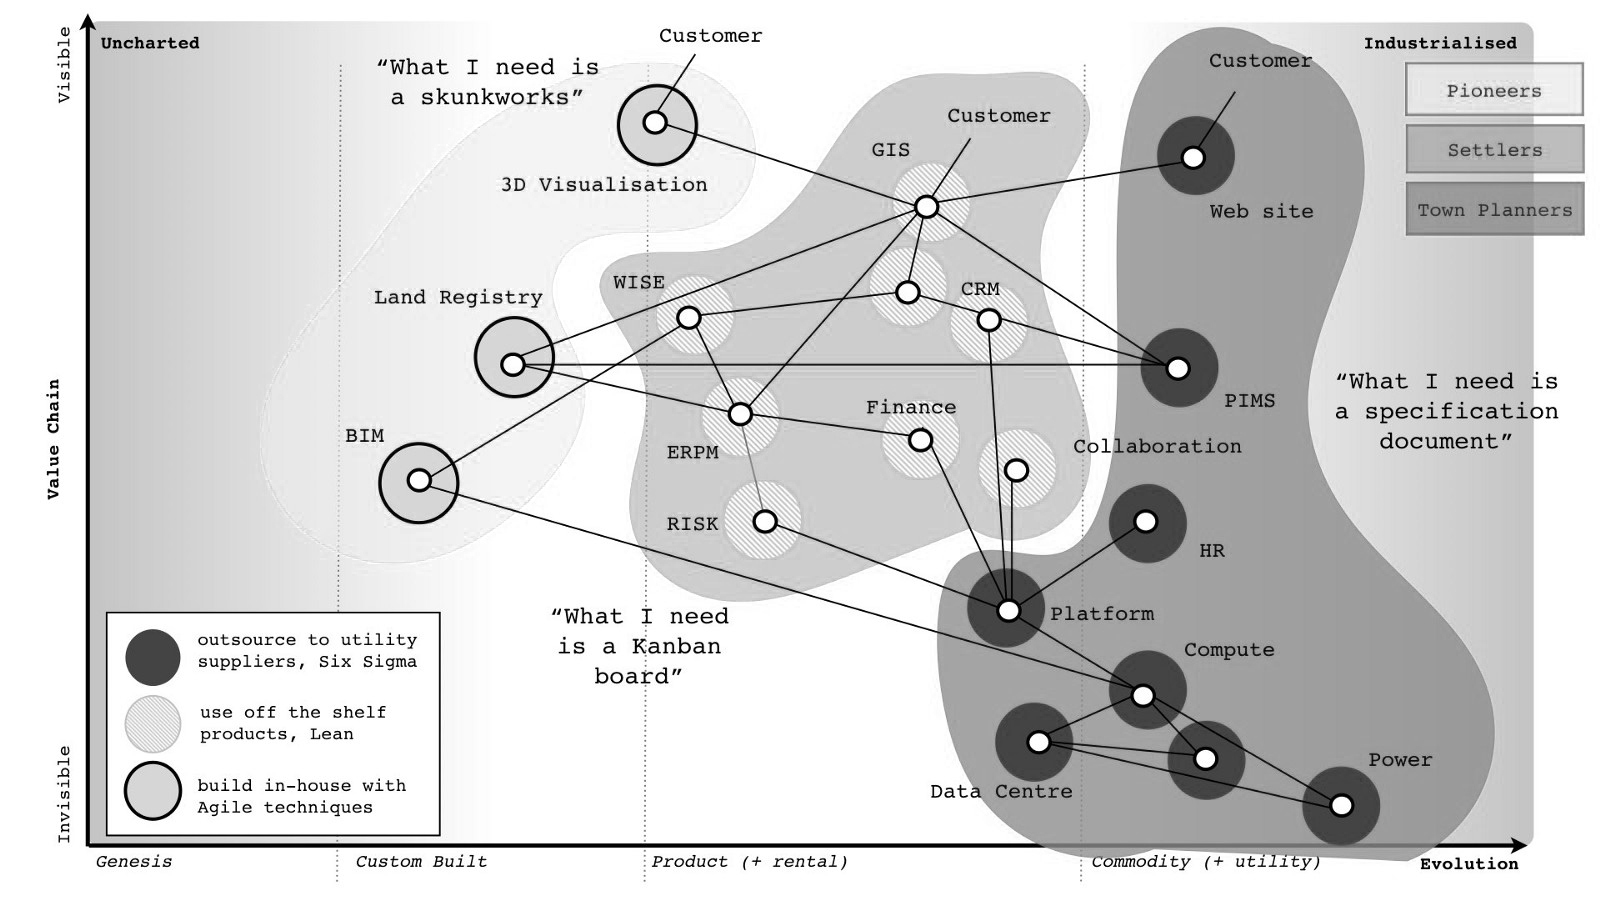 Customer
Uncharted
Industrialised
Visible
“What I need is
a skunkworks”
Customer
Pioneers
Customer
GIS
Settlers
3D Visualisation
Web site
Town Planners
WISE
CRM
Land Registry
“What I need is
a specification
document”
PIMS
Value Chain
Finance
BIM
Collaboration
ERPM
RISK
HR
“What I need
is a Kanban
board”
Platform
Compute
outsource to utility
suppliers, Six Sigma
use off the shelf
products, Lean
build in-house with
Agile techniques
Data Centre
Power
Invisible
Genesis
Custom Built
Product (+ rental)
Commodity (+ utility)
Evolution